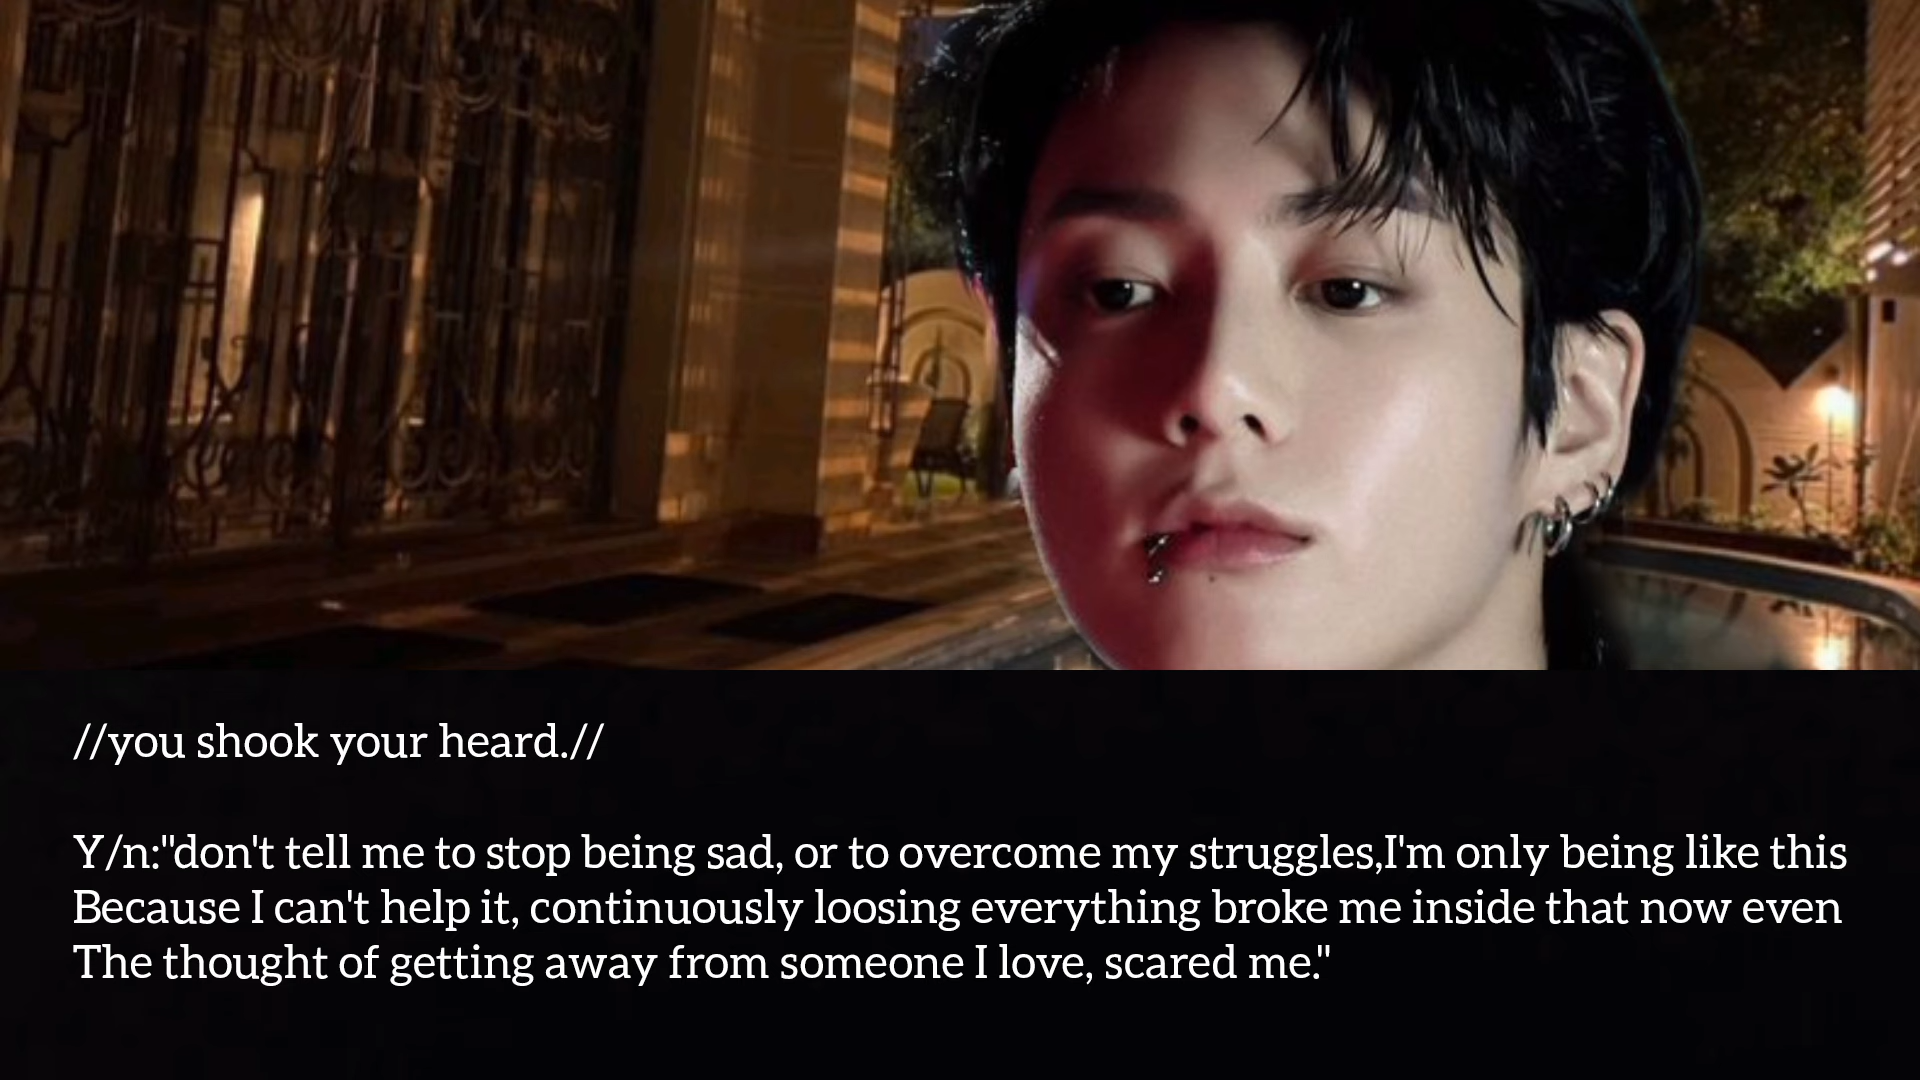 //you shook your heard.//
Y/n:"don't tell me to stop being sad, or to overcome my struggles,I'm only being like this
Because I can't help it, continuously loosing everything broke me inside that now even
The thought of getting away from someone I love, scared me."